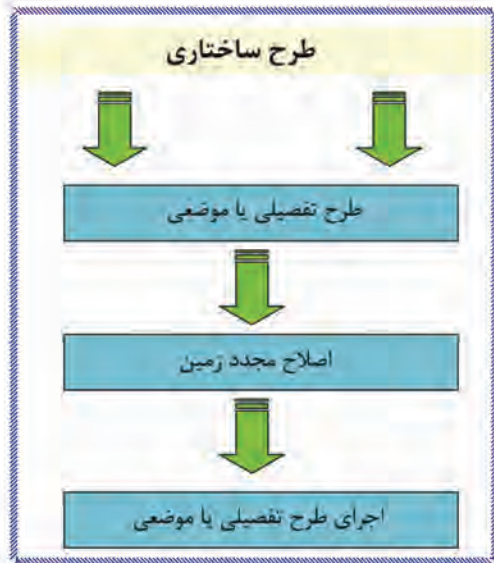 طرح ساختاری
طرح تفصیلی یا موضعی
اصلاح مجدد زمین
اجرای طرح تفصیلی یا موضعی